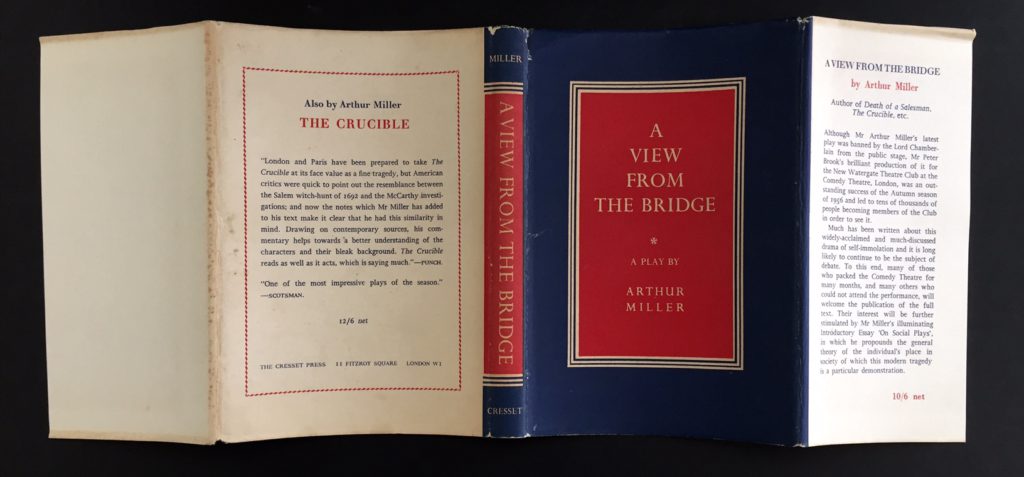 Also by Arthur Miller
THE CRUCIBLE
"London and Paris have been prepared to take The
Crucible at its face value as a fine tragedy, but American
critics were quick to point out the resemblance between
the Salem witch-hunt of 1692 and the McCarthy investi-
gations; and now the notes which Mr Miller has added
to his text make it clear that he had this similarity in
mind. Drawing on contemporary sources, his com-
mentary helps towards a better understanding of the
characters and their bleak background. The Crucible
reads as well as it acts, which is saying much."—PUNCH.
"One of the most impressive plays of the season."
—SCOTSMAN.
12/6 net
THE CRESSET PRESS 11 FITZROY SQUARE LONDON W1
MILLER
A VIEW FROM THE BRIDGE
CRESSET
A
VIEW
FROM
THE BRIDGE
*
A PLAY BY
ARTHUR
MILLER
A VIEW FROM THE BRIDGE
by Arthur Miller
Author of Death of a Salesman,
The Crucible, etc.
Although Mr Arthur Miller's latest
play was banned by the Lord Chamber-
lain from the public stage, Mr Peter
Brook's brilliant production of it for
the New Watergate Theatre Club at the
Comedy Theatre, London, was an out-
standing success of the Autumn season
of 1956 and led to tens of thousands of
people becoming members of the Club
in order to see it.
Much has been written about this
widely-acclaimed and much-discussed
drama of self-immolation and it is long
likely to continue to be the subject of
debate. To this end, many of those
who packed the Comedy Theatre for
many months, and many others who
could not attend the performance, will
welcome the publication of the full
text. Their interest will be further
stimulated by Mr Miller's illuminating
Introductory Essay 'On Social Plays',
in which he propounds the general
theory of the individual's place in
society of which this modern tragedy
is a particular demonstration.
10/6 net